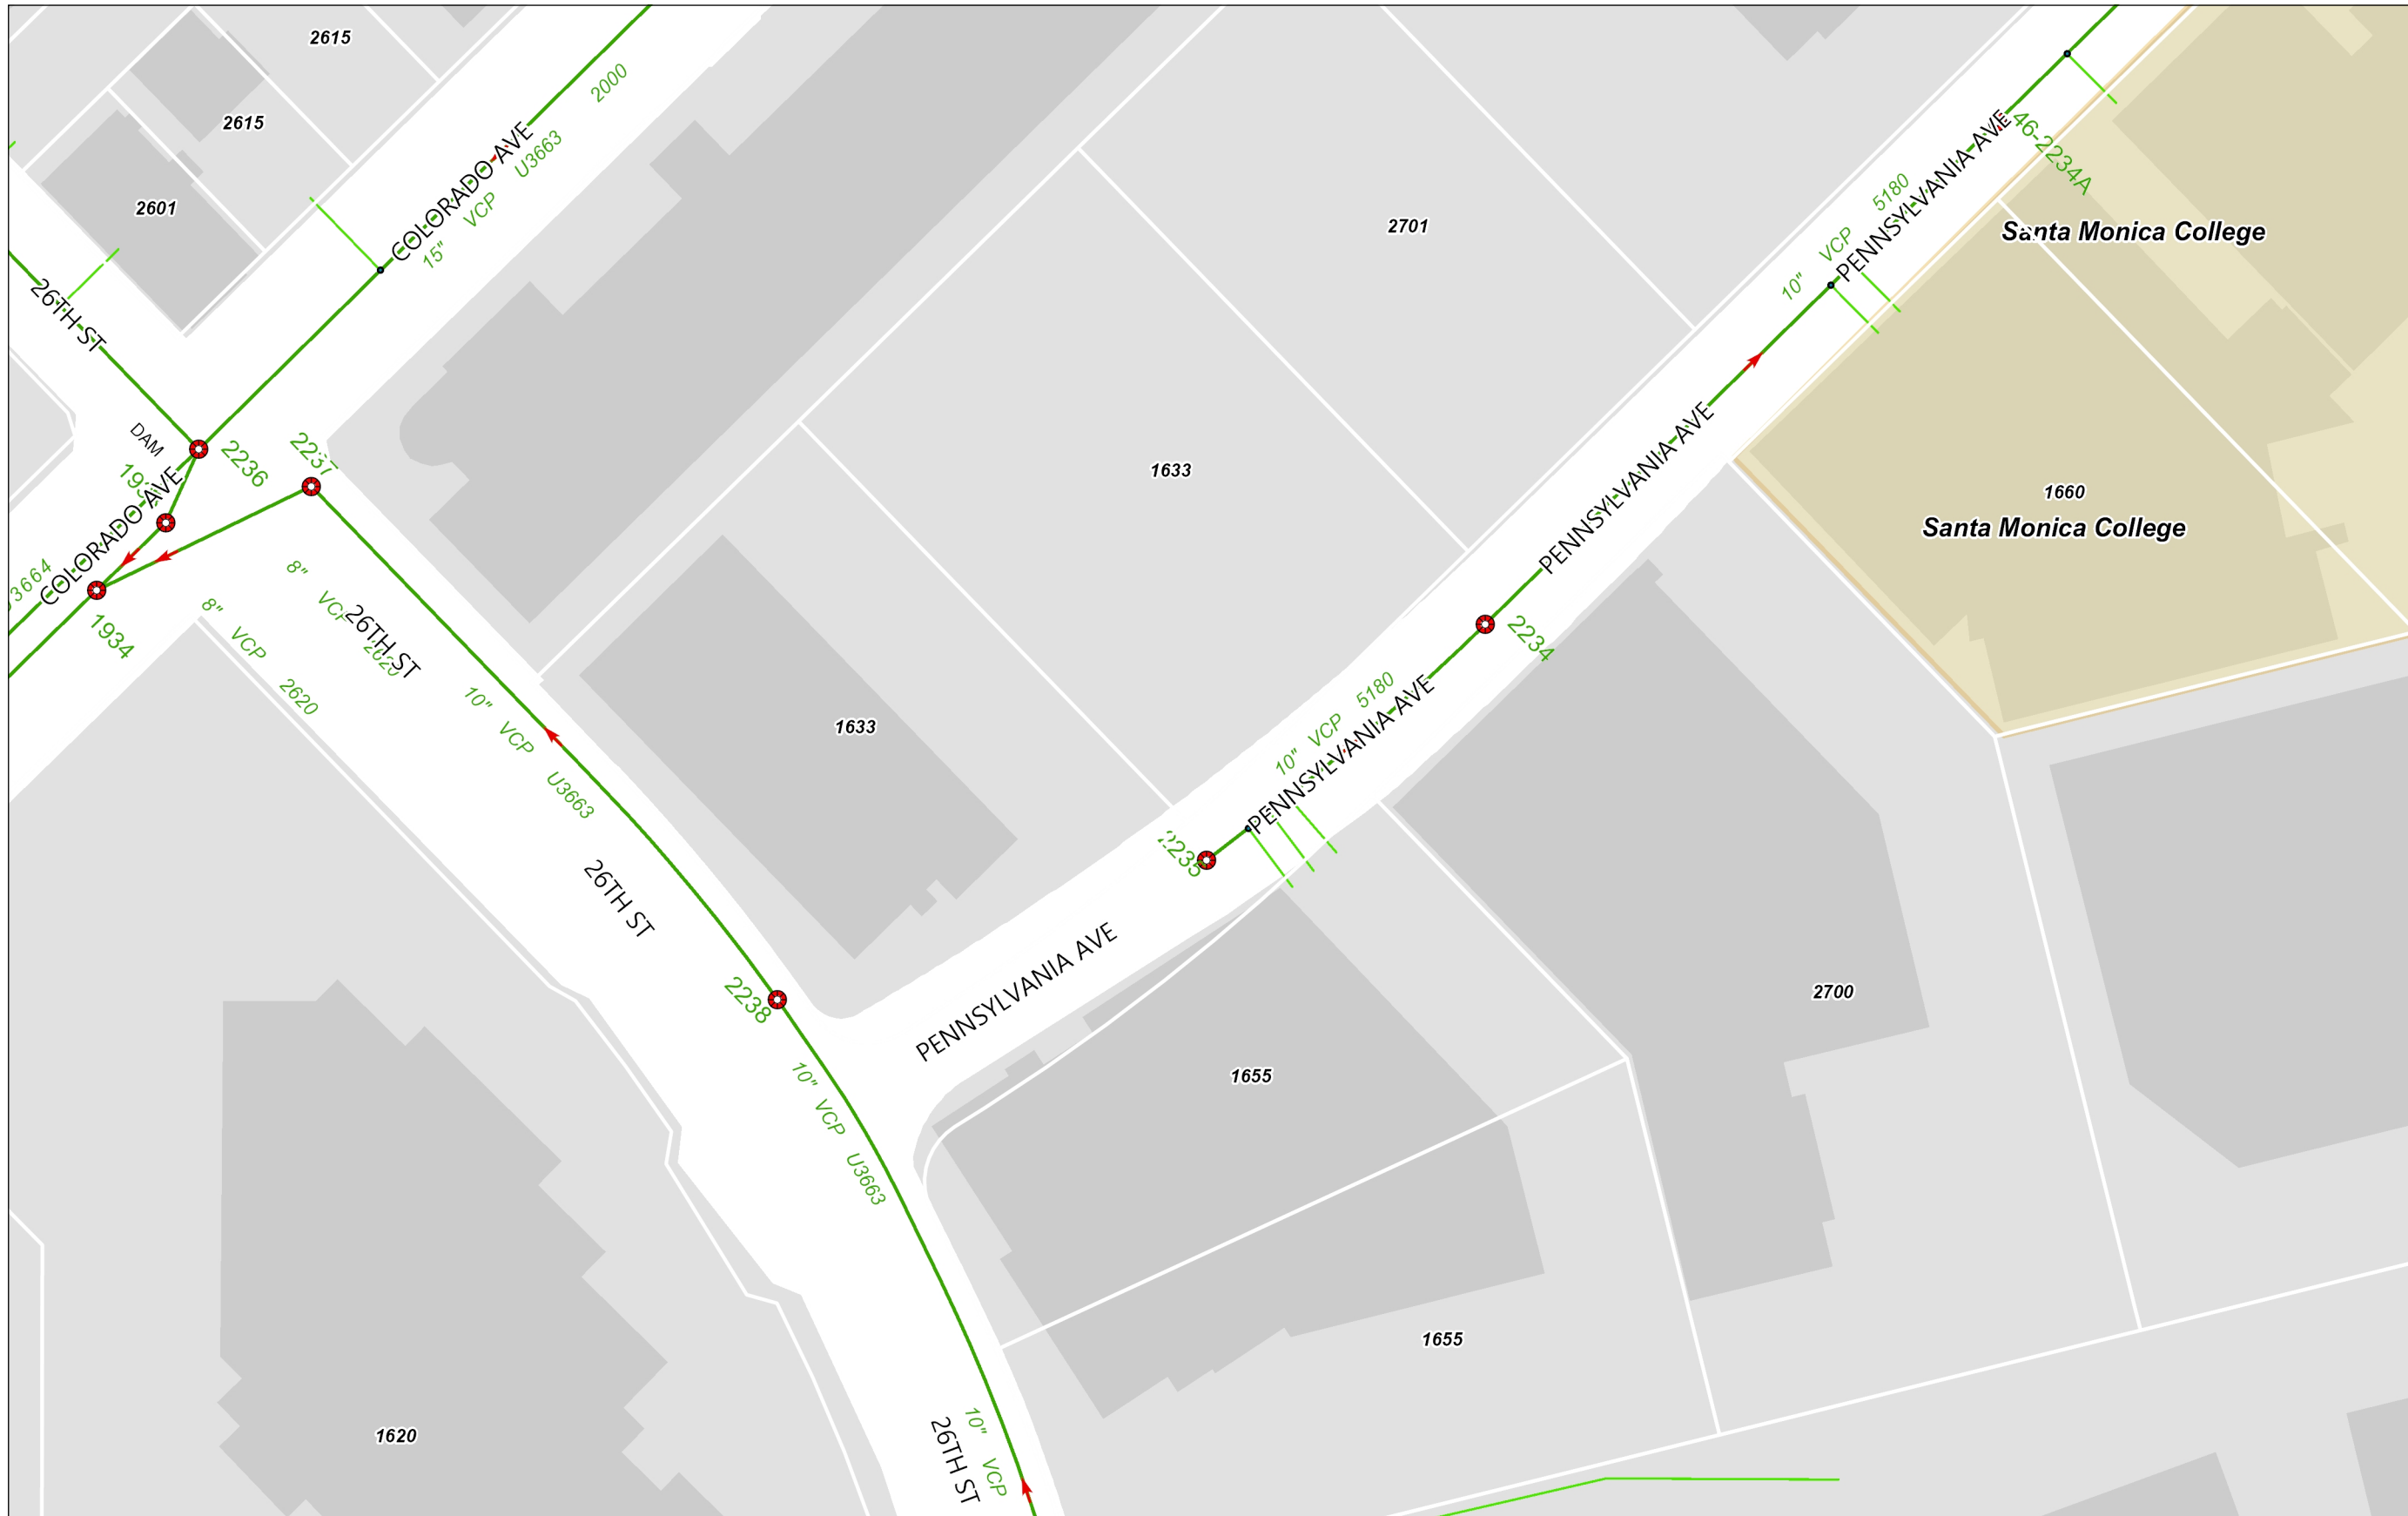 2615
2615
2601
2000
COLORADO AVE
U3663
VCP
15"
26TH ST
DAM
2236
2237
COLORADO AVE
1934
8"
VCP
2620
8"
26TH ST
10"
VCP
U3663
26TH ST
2238
10"
VCP
U3663
10"
VCP
26TH ST
1620
1633
1633
2701
2235
10"
VCP
5180
PENNSYLVANIA AVE
PENNSYLVANIA AVE
2234
PENNSYLVANIA AVE
10"
VCP
5180
PENNSYLVANIA AVE
46-223A
Santa Monica College
1660
Santa Monica College
2700
1655
1655